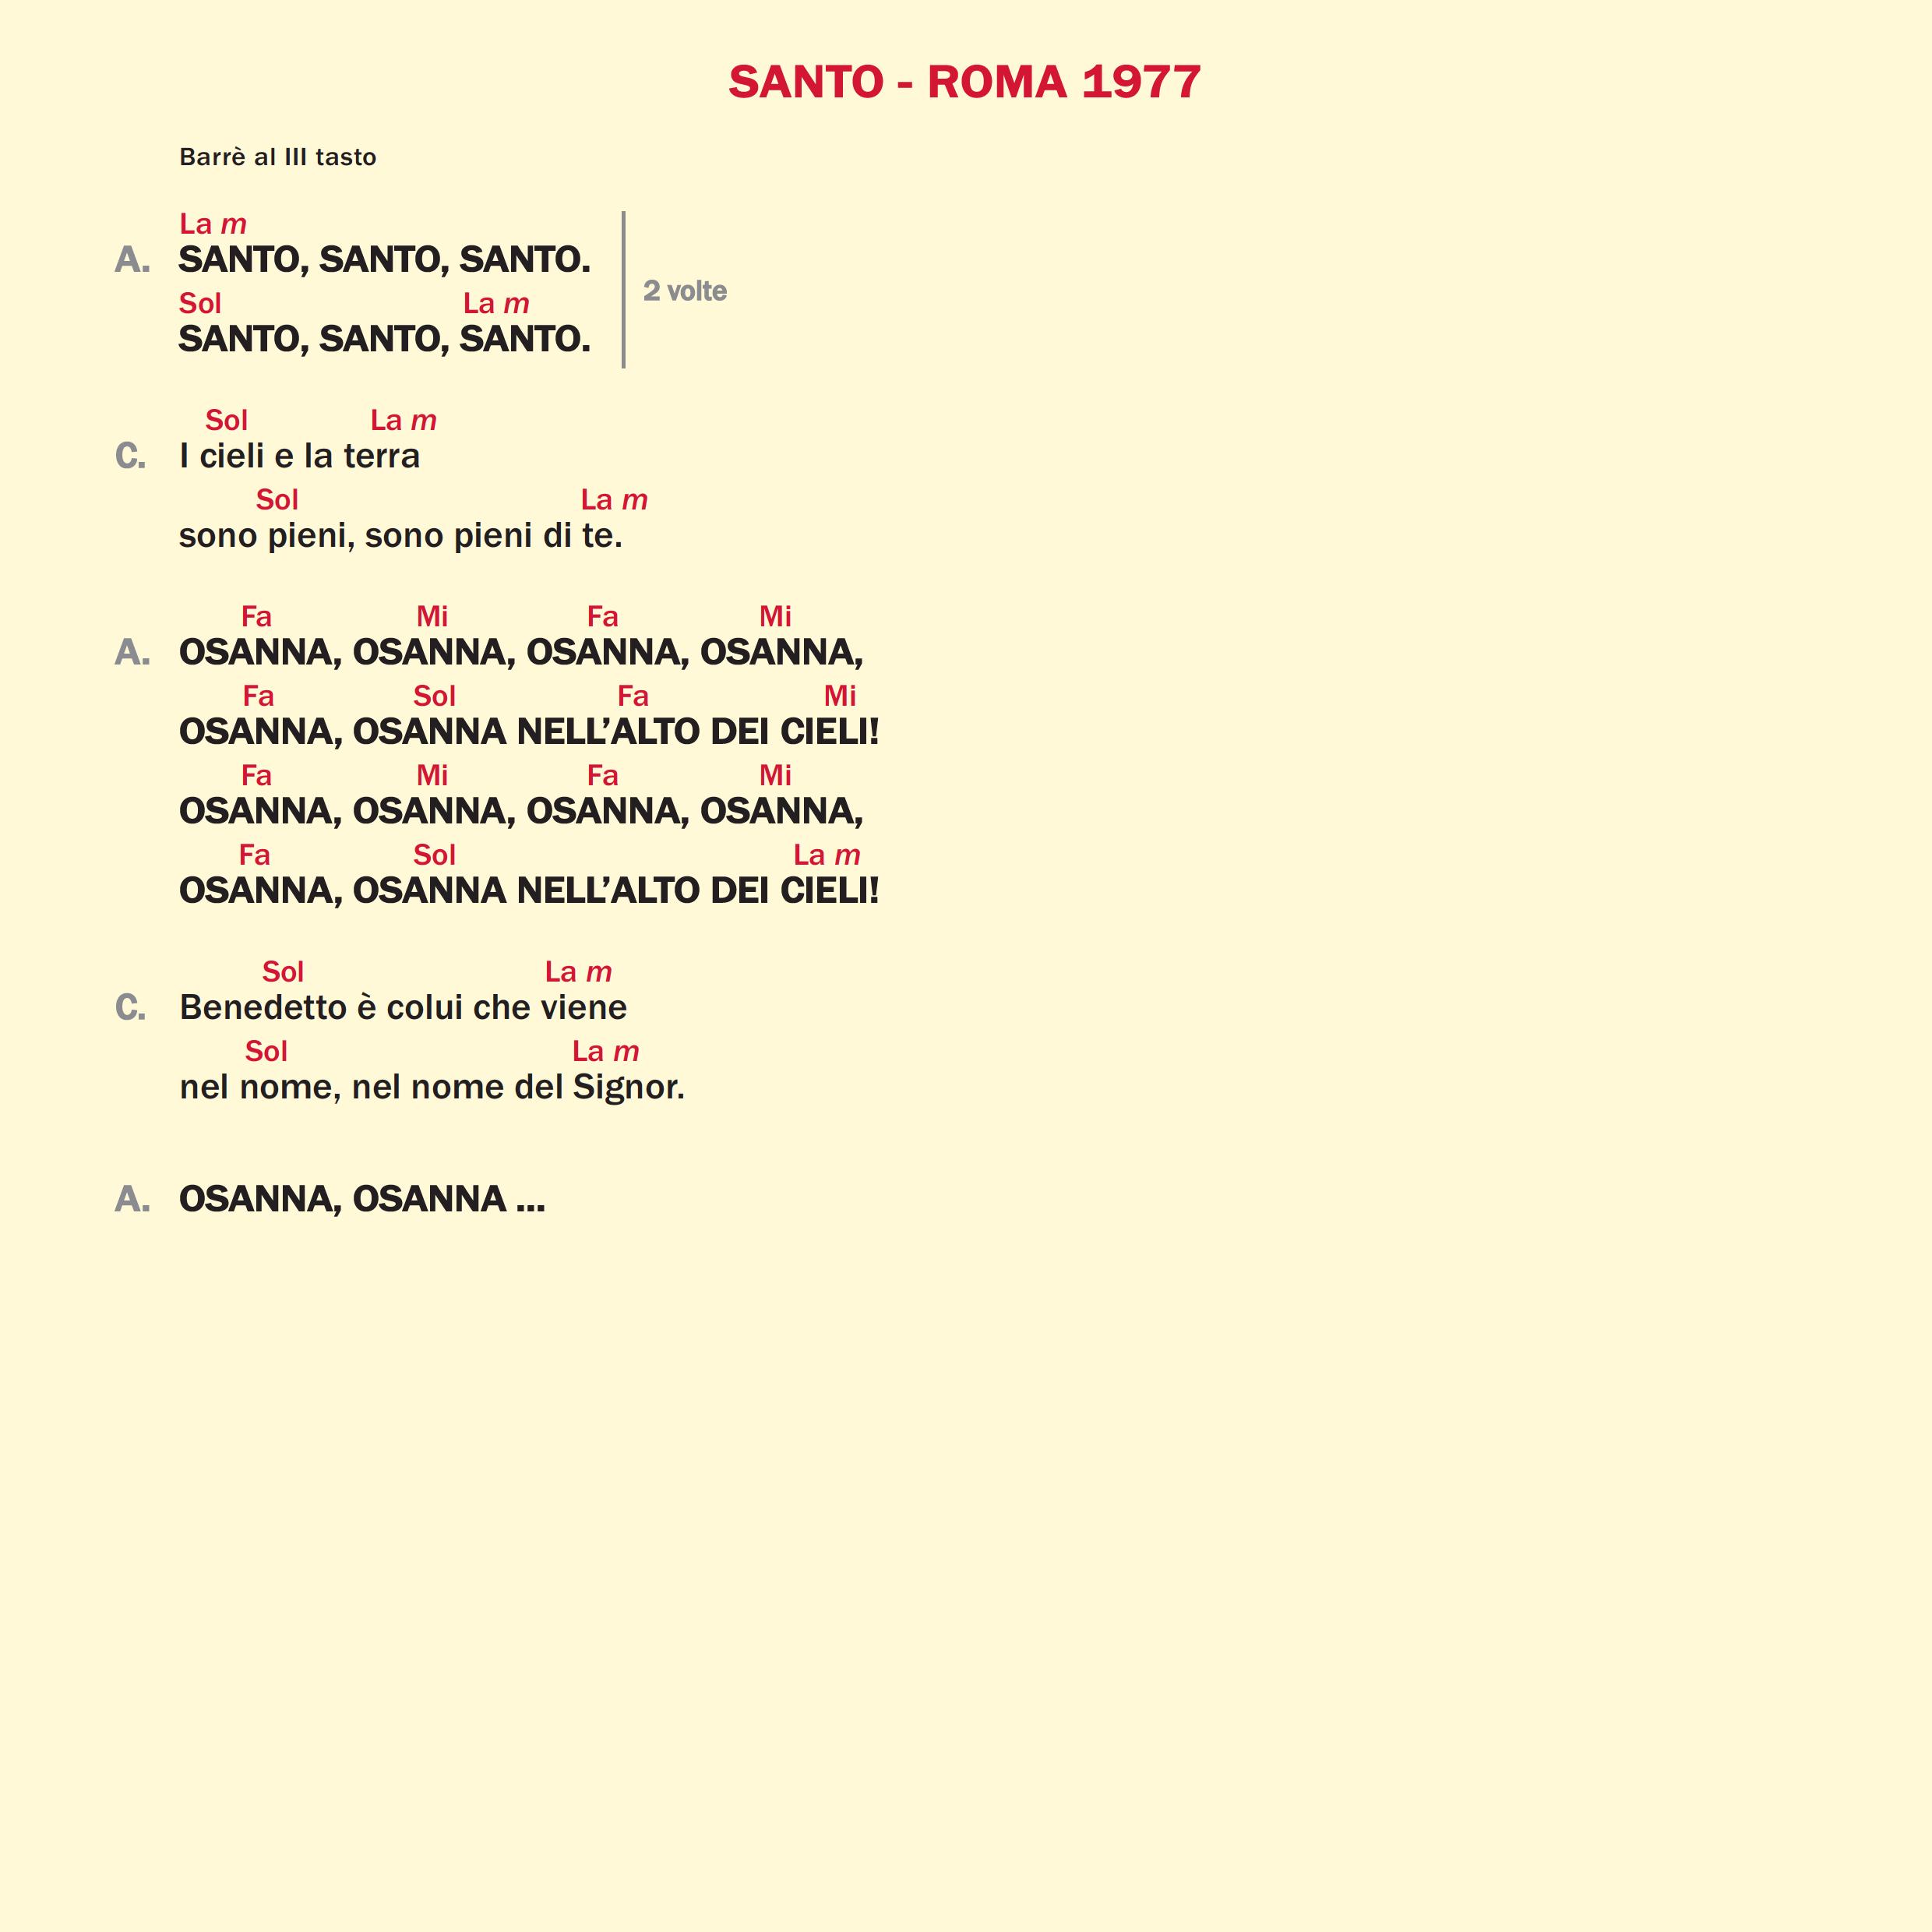 SANTO - ROMA 1977
Barrè al III tasto
La m
A. SANTO, SANTO, SANTO.
2 volte
Sol La m
SANTO, SANTO, SANTO.
Sol La m
C. I cieli e la terra
Sol La m
sono pieni, sono pieni di te.
Fa Mi Fa Mi
A. OSANNA, OSANNA, OSANNA, OSANNA,
Fa Sol Fa Mi
OSANNA, OSANNA NELL’ALTO DEI CIELI!
Fa Mi Fa Mi
OSANNA, OSANNA, OSANNA, OSANNA,
Fa Sol La m
OSANNA, OSANNA NELL’ALTO DEI CIELI!
Sol La m
C. Benedetto è colui che viene
Sol La m
nel nome, nel nome del Signor.
A. OSANNA, OSANNA ...